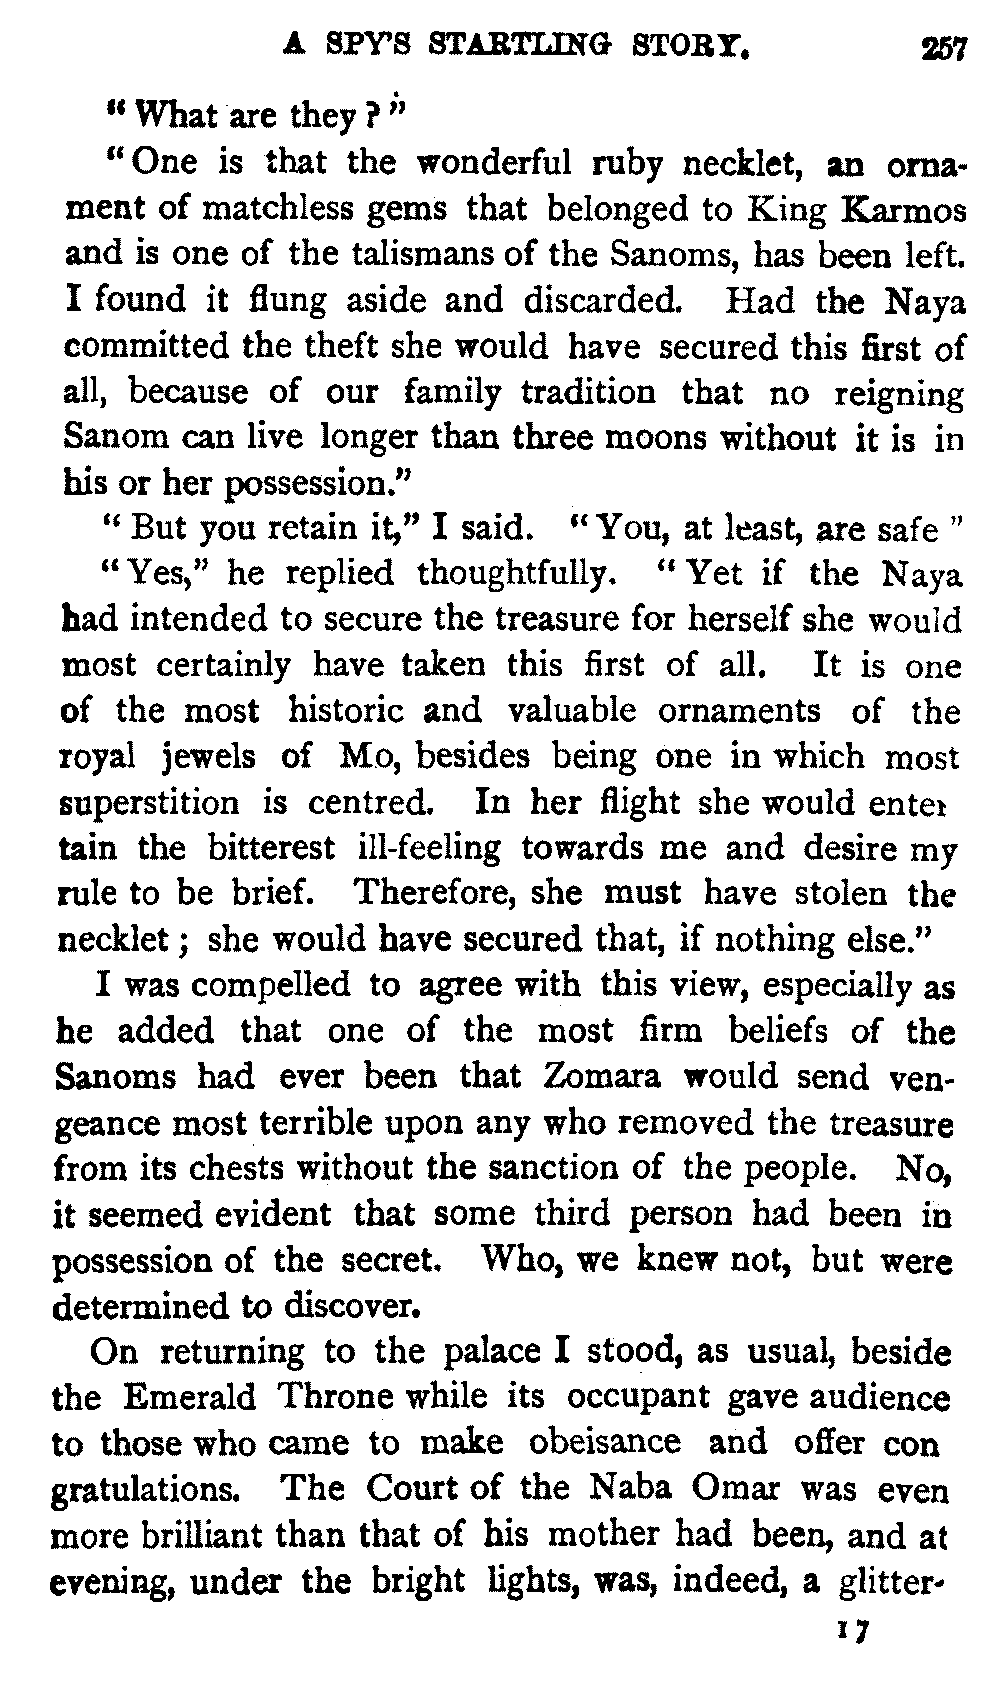 A SPY'S STARTLING STORY. 257
"What are they?"
"One is that the wonderful ruby necklet, an orna-
ment of matchless gems that belonged to King Karmos
and is one of the talismans of the Sanoms, has been left.
I found it flung aside and discarded. Had the Naya
committed the theft she would have secured this first of
all, because of our family tradition that no reigning
Sanom can live longer than three moons without it is in
his or her possession."
"But you retain it," I said. "You, at least, are safe"
"Yes," he replied thoughtfully. "Yet if the Naya
had intended to secure the treasure for herself she would
most certainly have taken this first of all. It is one
of the most historic and valuable ornaments of the
royal jewels of Mo, besides being one in which most
superstition is centred. In her flight she would enter
tain the bitterest ill-feeling towards me and desire my
rule to be brief. Therefore, she must have stolen the
necklet; she would have secured that, if nothing else."
I was compelled to agree with this view, especially as
he added that one of the most firm beliefs of the
Sanoms had ever been that Zomara would send ven-
geance most terrible upon any who removed the treasure
from its chests without the sanction of the people. No,
it seemed evident that some third person had been in
possession of the secret. Who, we knew not, but were
determined to discover.
On returning to the palace I stood, as usual, beside
the Emerald Throne while its occupant gave audience
to those who came to make obeisance and offer con
gratulations. The Court of the Naba Omar was even
more brilliant than that of his mother had been, and at
evening, under the bright lights, was, indeed, a glitter-
17